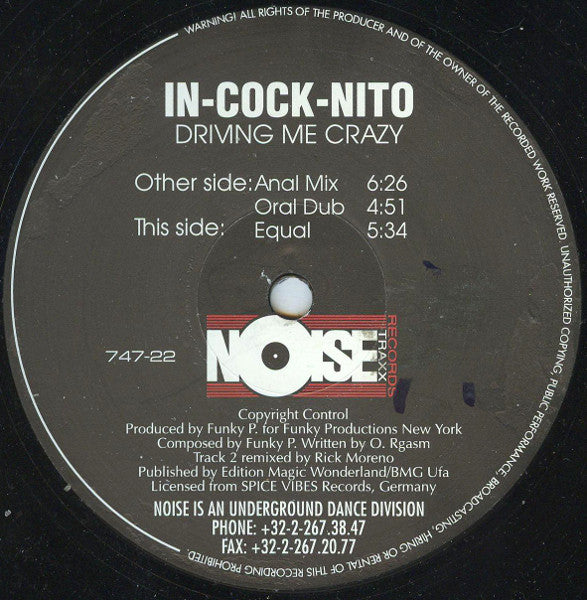 WARNING! ALL RIGHTS OF THE PRODUCER AND OF THE OWNER OF THE RECORDED WORK RESERVED. UNAUTHORIZED COPYING, PUBLIC PERFORMANCE, BROADCASTING, HIRING OR RENTAL OF THIS RECORDING PROHIBITED.
IN-COCK-NITO
DRIVING ME CRAZY
Other side: Anal Mix 6:26
Oral Dub 4:51
This side: Equal 5:34
747-22
NOISE
TRAXX
RECORDS
Copyright Control
Produced by Funky P. for Funky Productions New York
Composed by Funky P. Written by O. Rgasm
Track 2 remixed by Rick Moreno
Published by Edition Magic Wonderland/BMG Ufa
Licensed from SPICE VIBES Records, Germany
NOISE IS AN UNDERGROUND DANCE DIVISION
PHONE: +32-2-267.38.47
FAX: +32-2-267.20.77